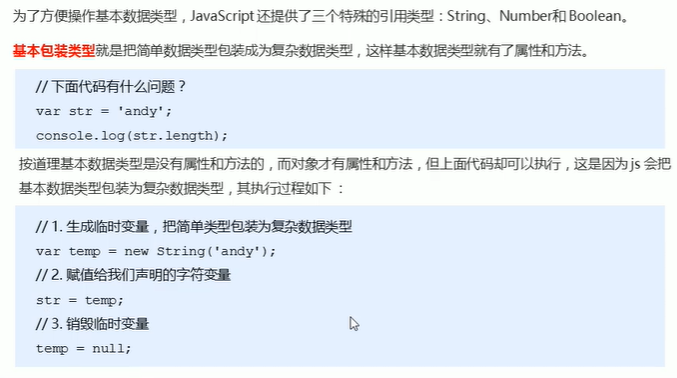 为了方便操作基本数据类型，JavaScript 还提供了三个特殊的引用类型：String、Number和 Boolean。
基本包装类型就是把简单数据类型包装成为复杂数据类型，这样基本数据类型就有了属性和方法。
// 下面代码有什么问题？
var str = 'andy';
console.log(str.length);
按道理基本数据类型是没有属性和方法的，而对象才有属性和方法，但上面代码却可以执行，这是因为 js 会把
基本数据类型包装为复杂数据类型，其执行过程如下 ：
// 1. 生成临时变量，把简单类型包装为复杂数据类型
var temp = new String('andy');
// 2. 赋值给我们声明的字符变量
str = temp;
// 3. 销毁临时变量
temp = null;